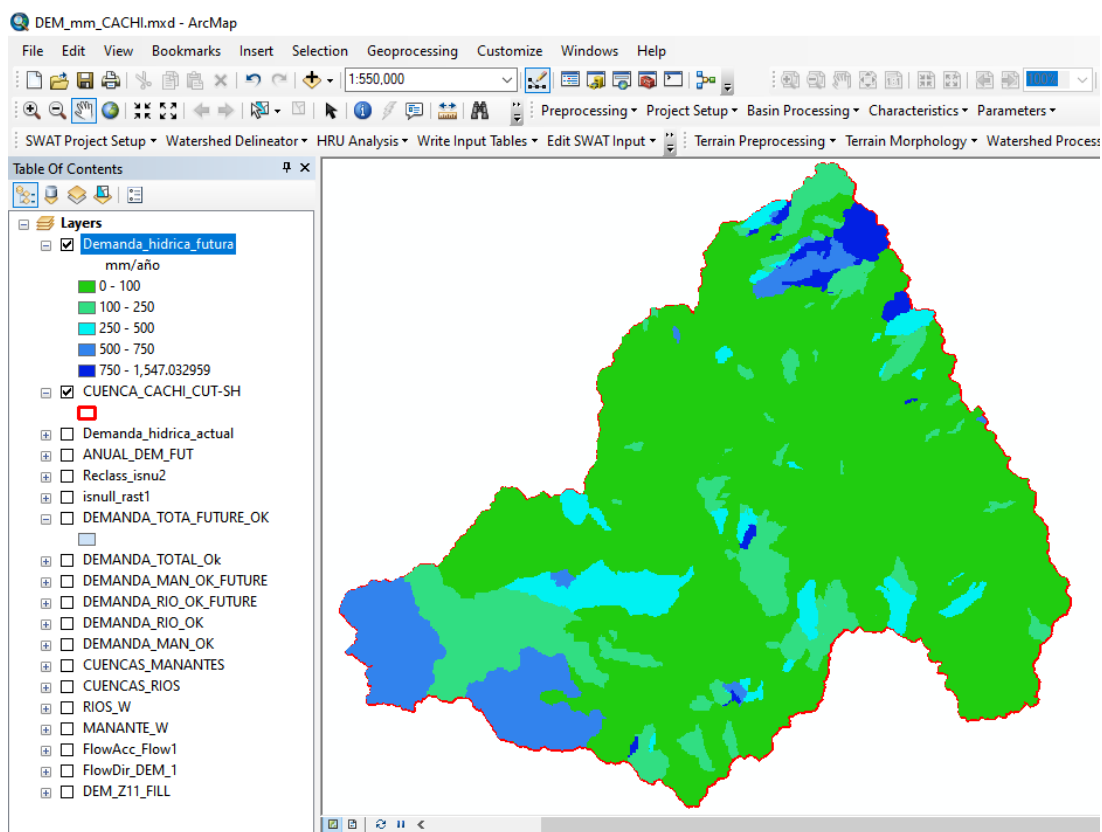 DEM_mm_CACHI.mxd - ArcMap
File Edit View Bookmarks Insert Selection Geoprocessing Customize Windows Help
1:550,000 100%
Preprocessing Project Setup Basin Processing Characteristics Parameters
SWAT Project Setup Watershed Delineator HRU Analysis Write Input Tables Edit SWAT Input Terrain Preprocessing Terrain Morphology Watershed Process
Table Of Contents
Layers
Demanda_hidrica_futura
mm/año
0 - 100
100 - 250
250 - 500
500 - 750
750 - 1,547.032959
CUENCA_CACHI_CUT-SH
Demanda_hidrica_actual
ANUAL_DEM_FUT
Reclass_isnu2
isnull_rast1
DEMANDA_TOTA_FUTURE_OK
DEMANDA_TOTAL_Ok
DEMANDA_MAN_OK_FUTURE
DEMANDA_RIO_OK_FUTURE
DEMANDA_RIO_OK
DEMANDA_MAN_OK
CUENCAS_MANANTES
CUENCAS_RIOS
RIOS_W
MANANTE_W
FlowAcc_Flow1
FlowDir_DEM_1
DEM_Z11_FILL